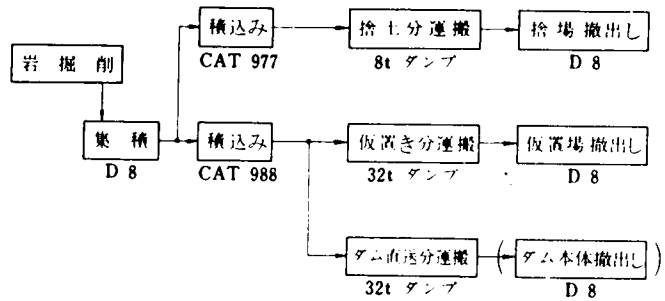 岩掘削
集積
D 8
積込み
CAT 977
捨土分運搬
8t ダンプ
捨場撤出し
D 8
積込み
CAT 988
仮置き分運搬
32t ダンプ
仮置場撤出し
D 8
ダム直送分運搬
32t ダンプ
(ダム本体撤出し)
D 8